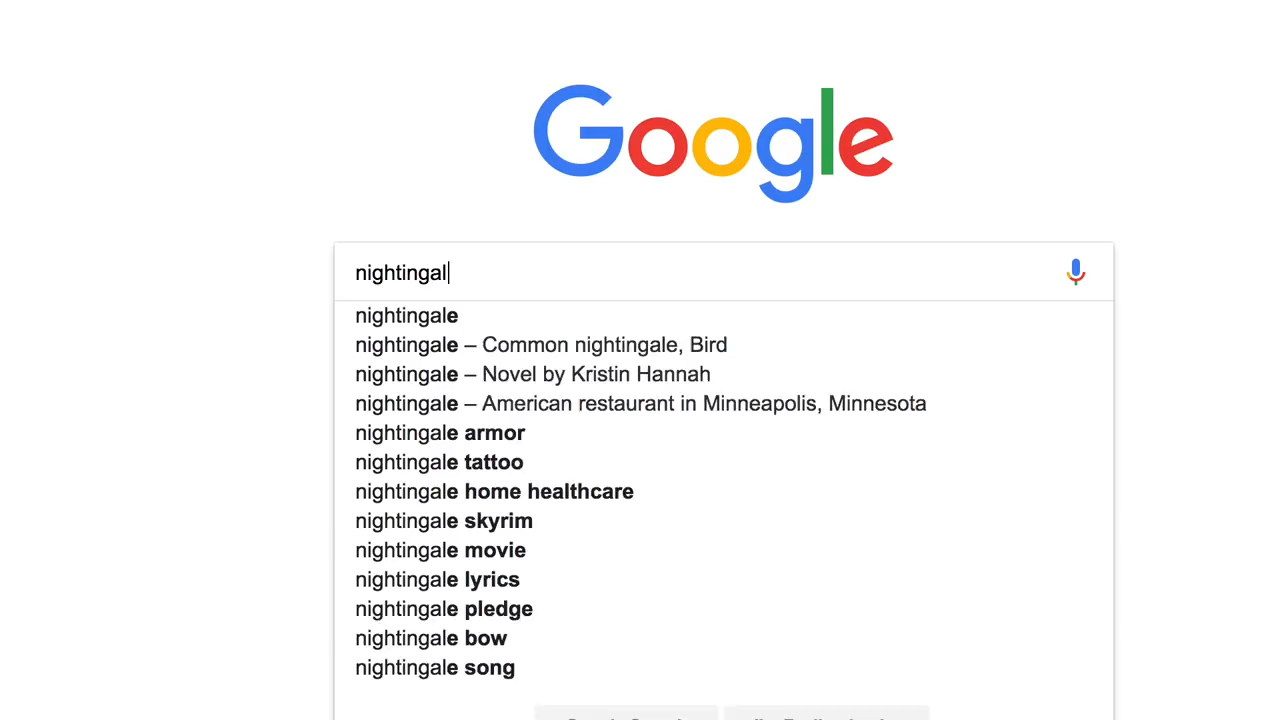 Google
nightingal
nightingale
nightingale – Common nightingale, Bird
nightingale – Novel by Kristin Hannah
nightingale – American restaurant in Minneapolis, Minnesota
nightingale armor
nightingale tattoo
nightingale home healthcare
nightingale skyrim
nightingale movie
nightingale lyrics
nightingale pledge
nightingale bow
nightingale song